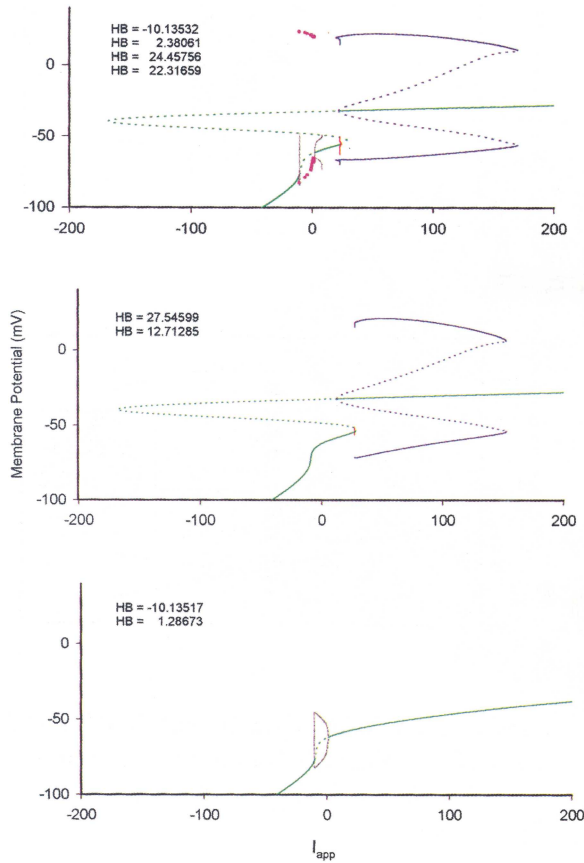 HB = -10.13532
HB = 2.38061
HB = 24.45756
HB = 22.31659
0
-50
-100
-200
-100
0
100
200
Membrane Potential (mV)
HB = 27.54599
HB = 12.71285
0
-50
-100
-200
-100
0
100
200
HB = -10.13517
HB = 1.28673
0
-50
-100
-200
-100
0
100
200
Iapp